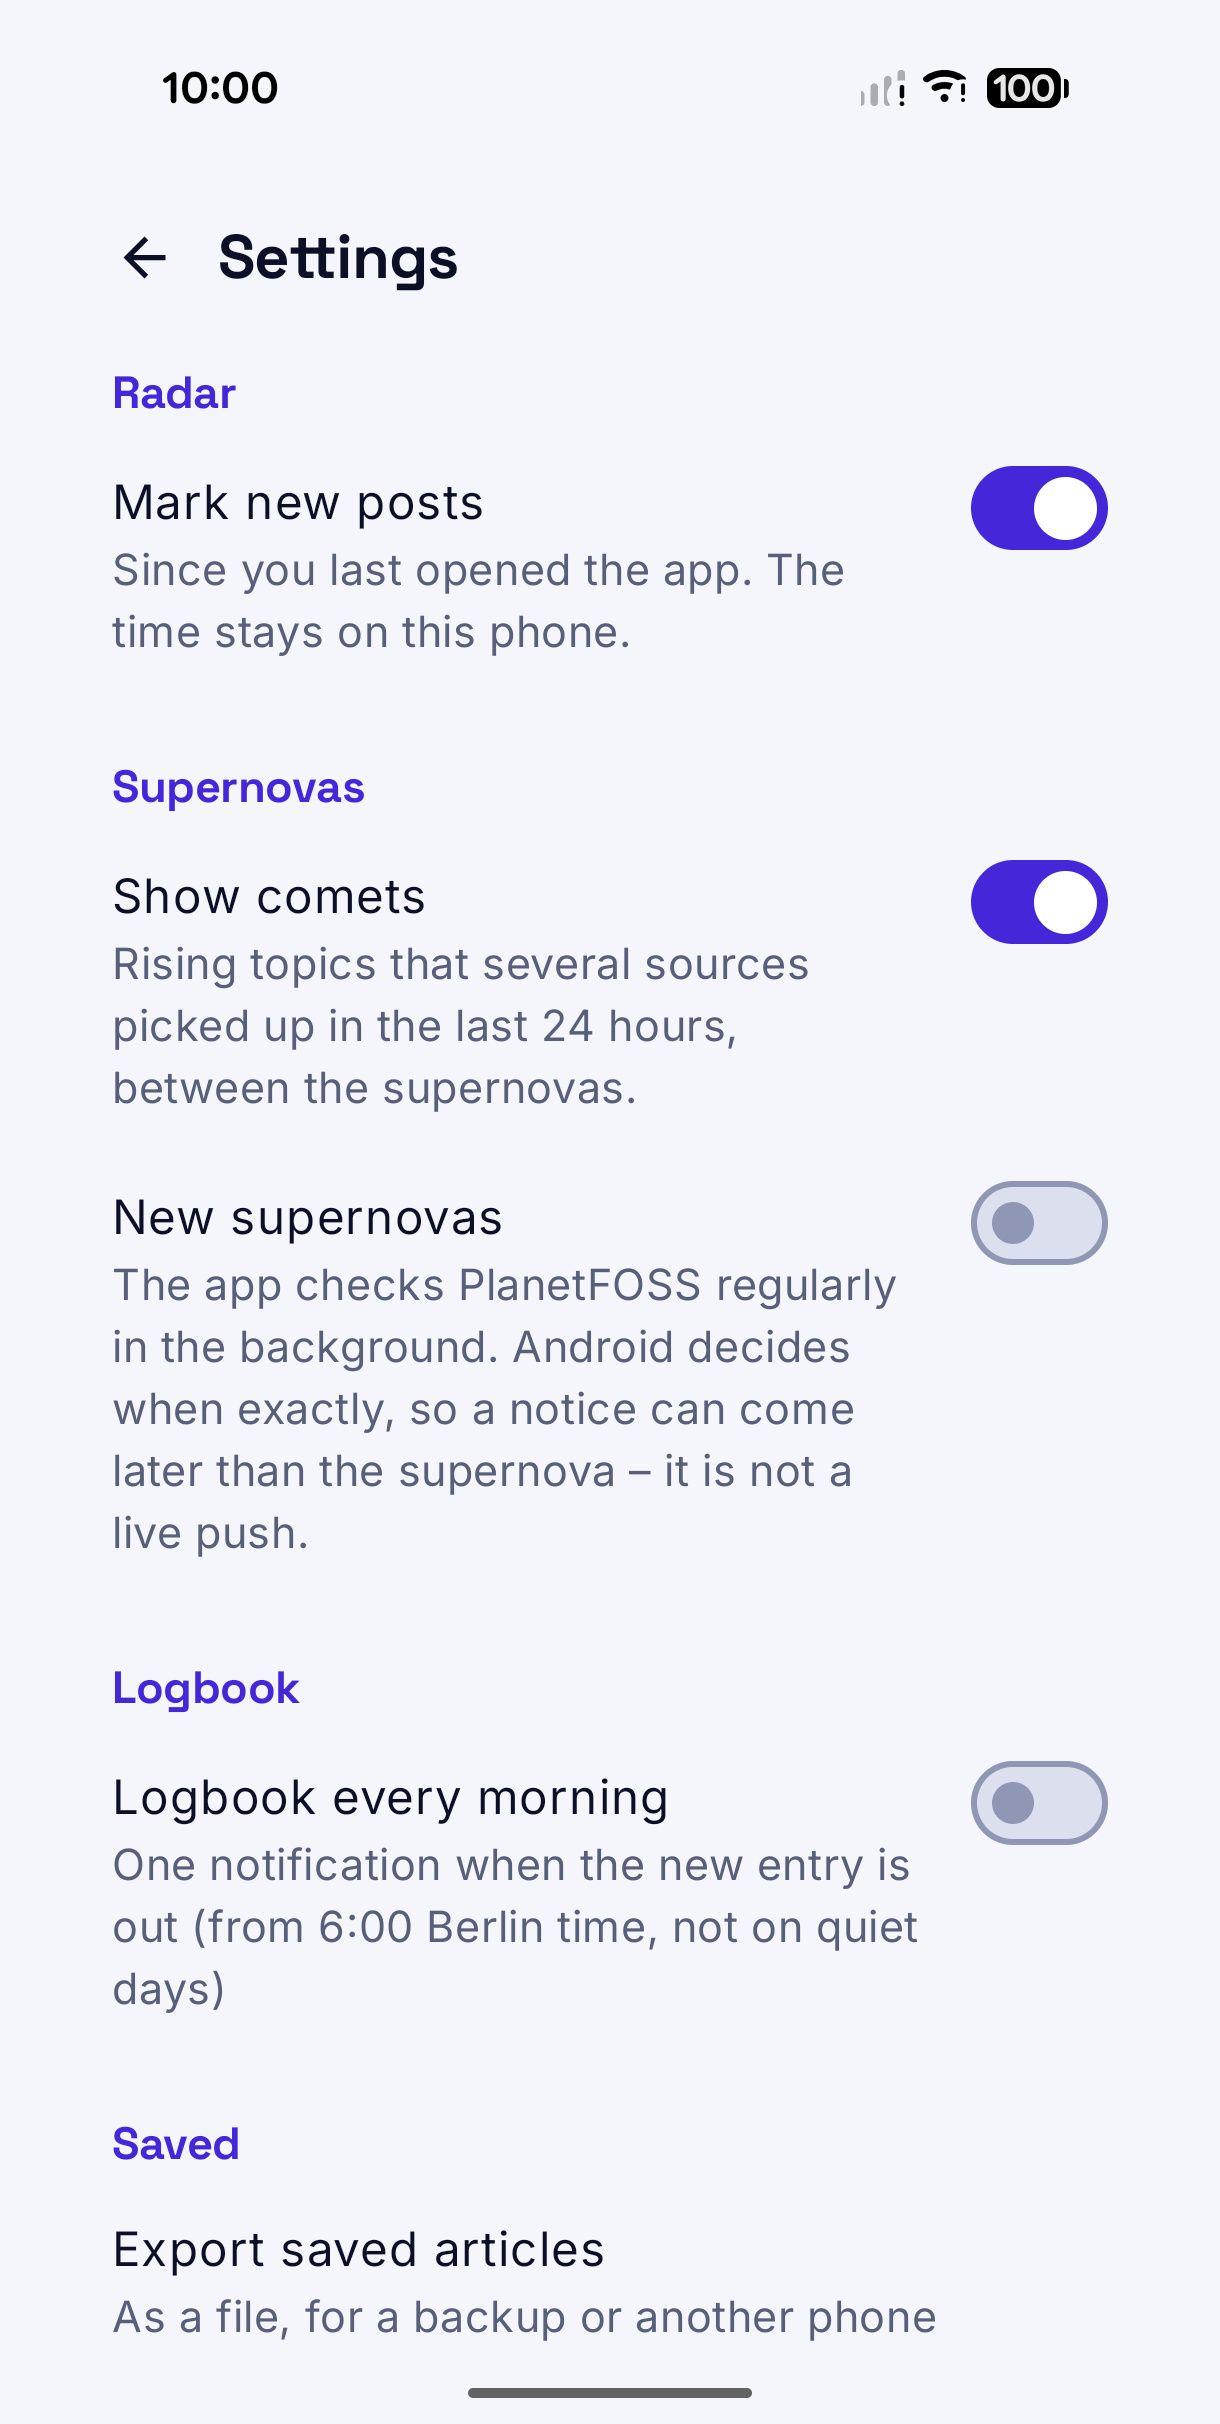 10:00
100
Settings
Radar
Mark new posts
Since you last opened the app. The
time stays on this phone.
Supernovas
Show comets
Rising topics that several sources
picked up in the last 24 hours,
between the supernovas.
New supernovas
The app checks PlanetFOSS regularly
in the background. Android decides
when exactly, so a notice can come
later than the supernova – it is not a
live push.
Logbook
Logbook every morning
One notification when the new entry is
out (from 6:00 Berlin time, not on quiet
days)
Saved
Export saved articles
As a file, for a backup or another phone